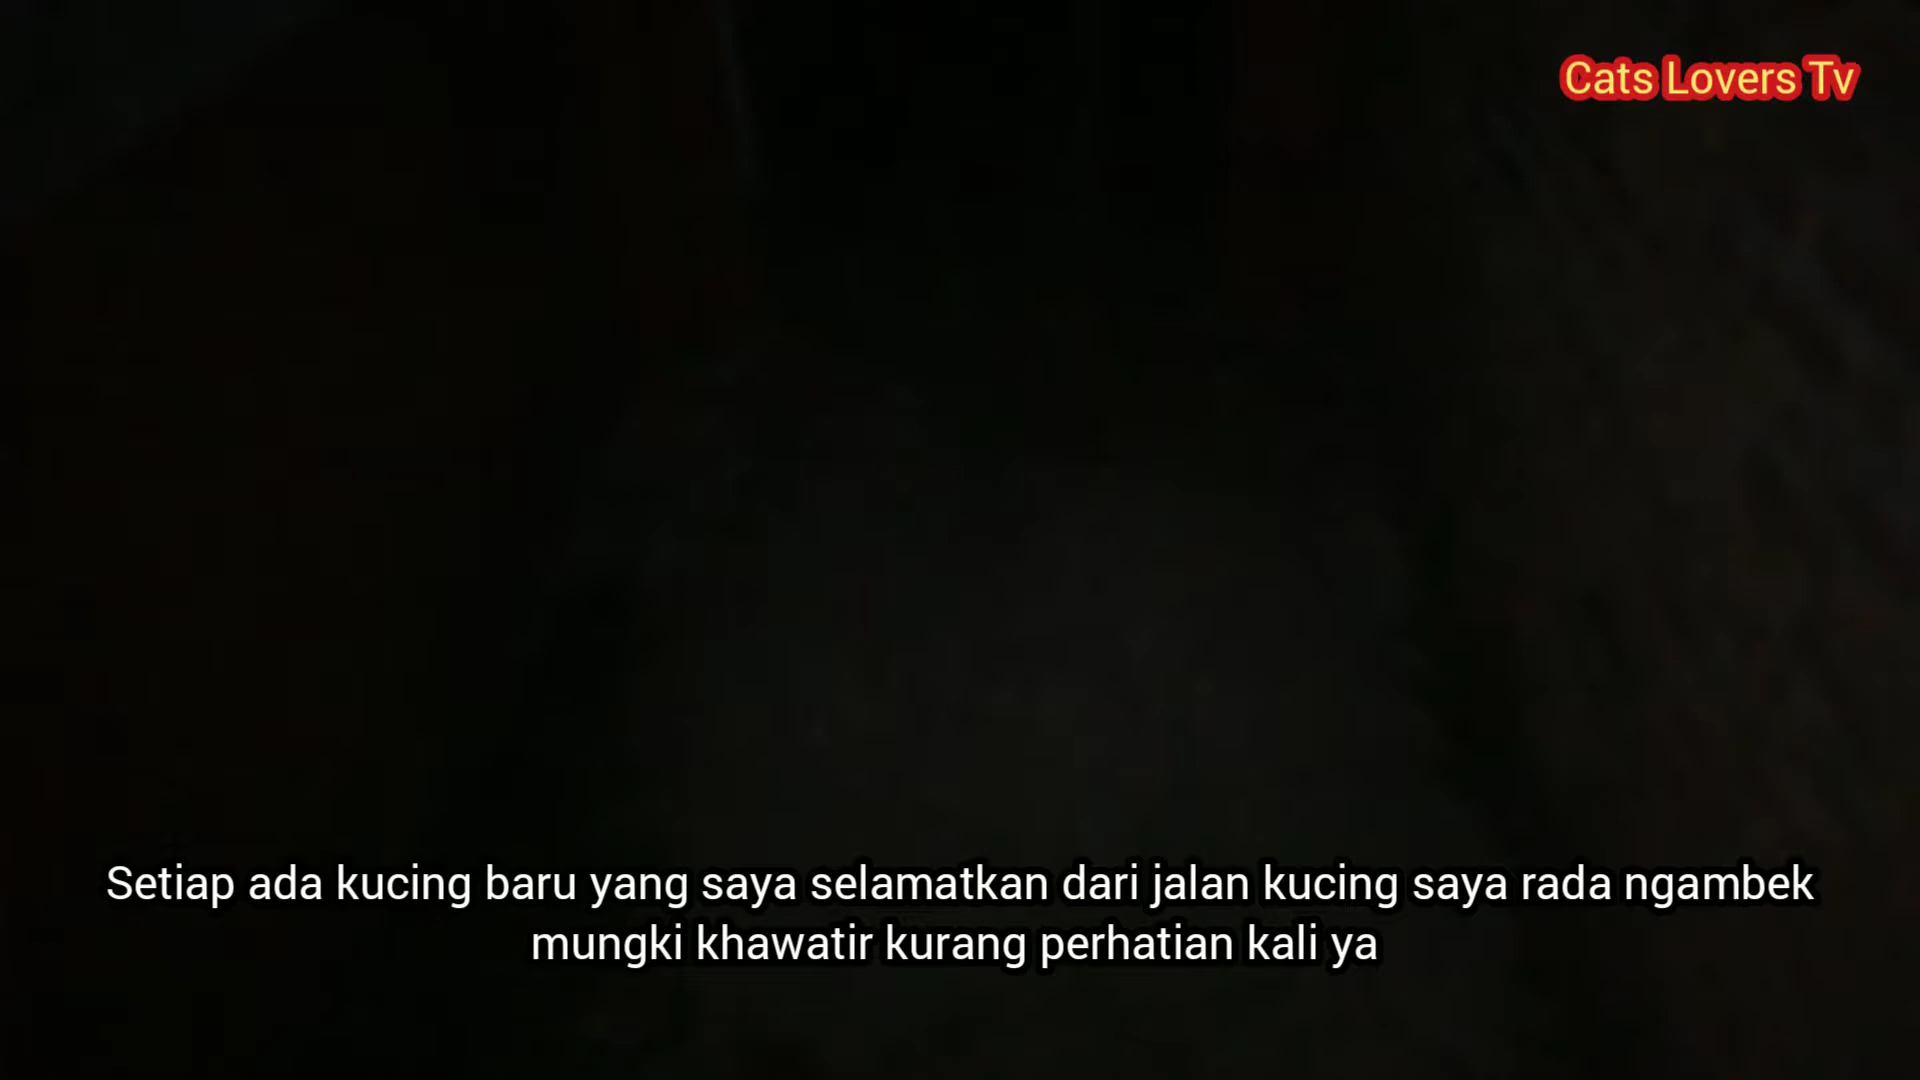 Cats Lovers Tv
Setiap ada kucing baru yang saya selamatkan dari jalan kucing saya rada ngambek
mungki khawatir kurang perhatian kali ya